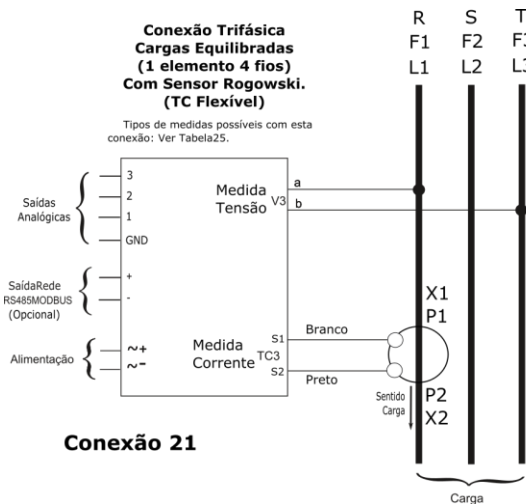 Conexão Trifásica
Cargas Equilibradas
(1 elemento 4 fios)
Com Sensor Rogowski.
(TC Flexível)
Tipos de medidas possíveis com esta
conexão: Ver Tabela25.
R S T
F1 F2 F3
L1 L2 L3
Saídas
Analógicas
3
2
1
GND
Medida
Tensão
V3
a
b
SaídaRede
RS485MODBUS
(Opcional)
+
-
Alimentação
~+
~-
Medida
Corrente
TC3
S1
S2
Branco
Preto
X1
P1
P2
X2
Sentido
Carga
Conexão 21
Carga